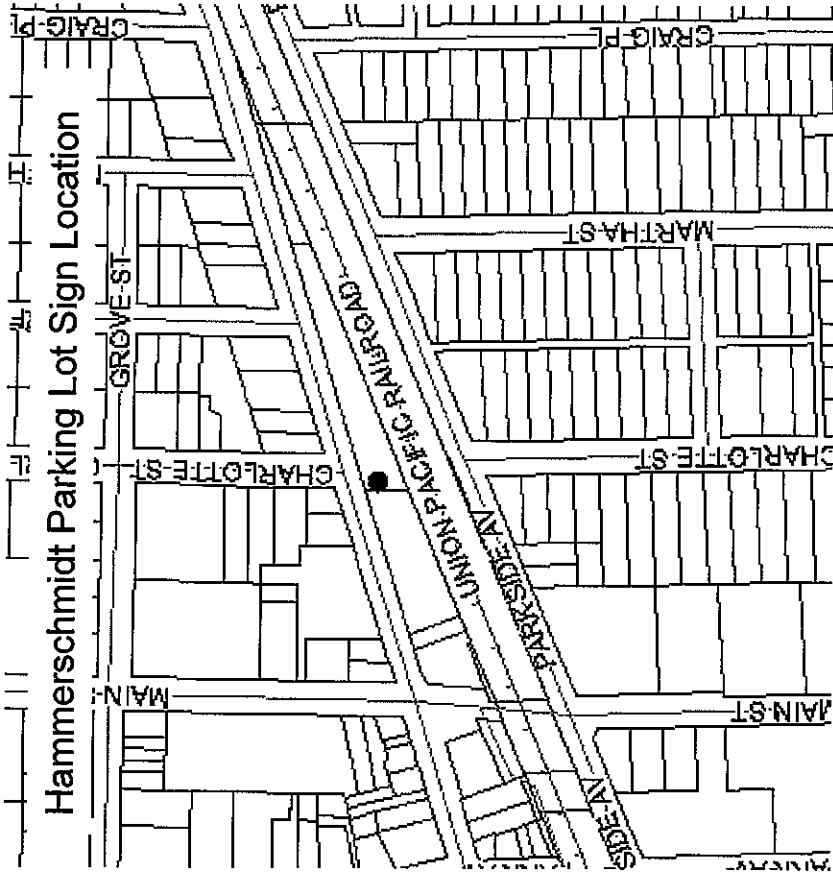 Hammerschmidt Parking Lot Sign Location
CRAIG-PL
CRAIG-PL
GROVE-ST
MARTHA-ST
UNION-PACIFIC-RAILROAD
CHARLOTTE-ST
CHARLOTTE-ST
PARKSIDE-AV
MAIN-
MAIN-ST
SIDE-AV